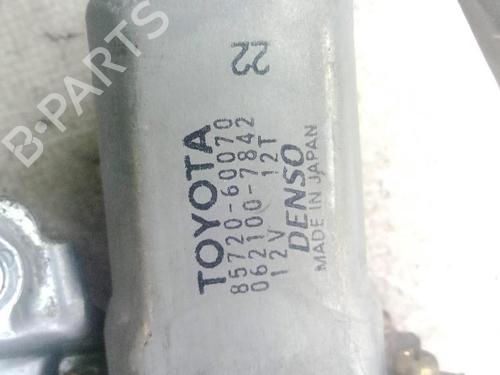 B-PARTS
22
TOYOTA
85720-60070
062100-7842
12V 12T
DENSO
MADE IN JAPAN